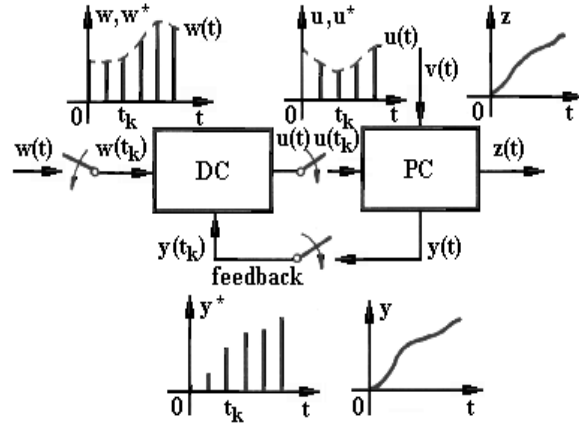 w, w*
w(t)
0
t_k
t
u, u*
u(t)
0
t_k
t
v(t)
z
0
t
w(t)
w(t_k)
DC
u(t)
u(t_k)
PC
z(t)
y(t_k)
feedback
y(t)
y*
0
t_k
t
y
0
t